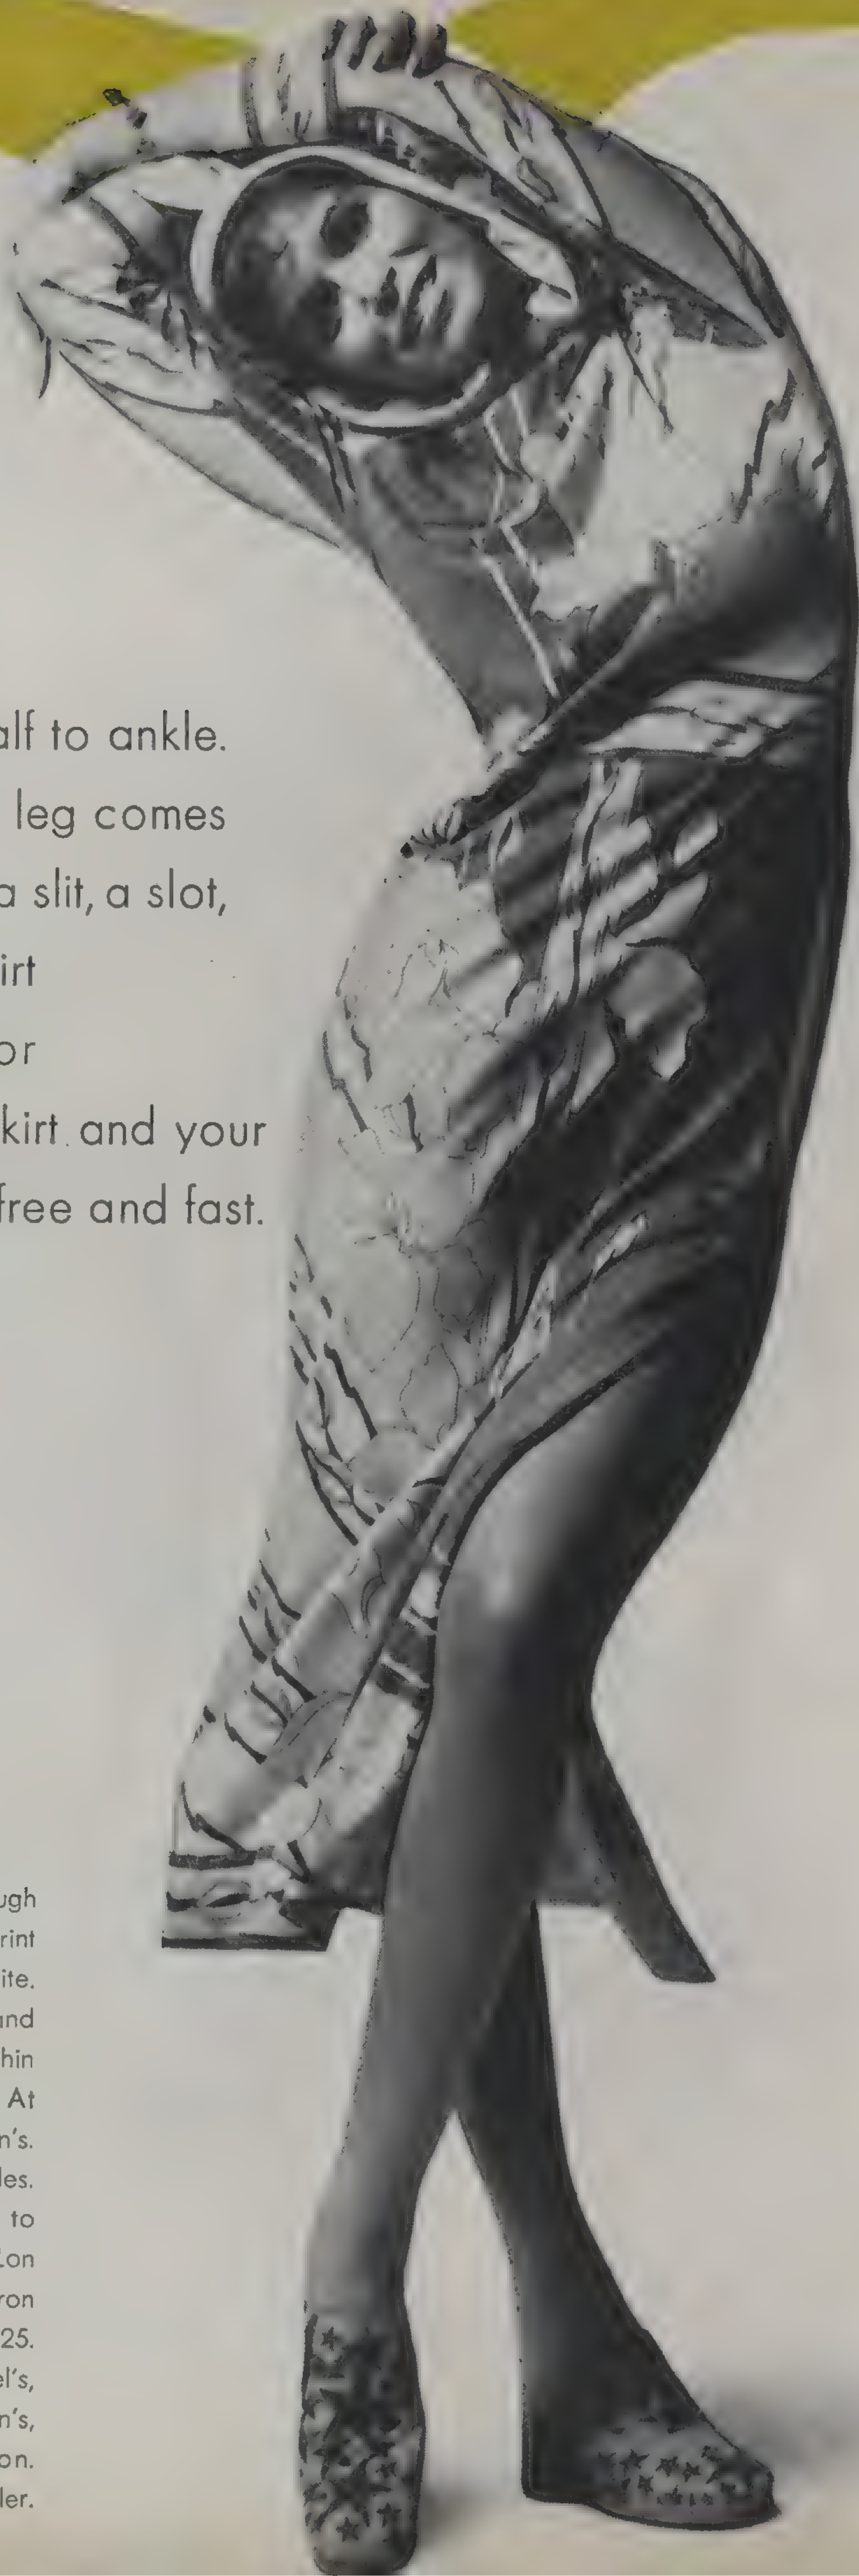 alf to ankle.
leg comes
a slit, a slot,
irt
or
kirt and your
free and fast.
ugh
rint
ite.
and
hin
At
n's.
les.
to
Lon
ron
25.
el's,
n's,
on.
ler.